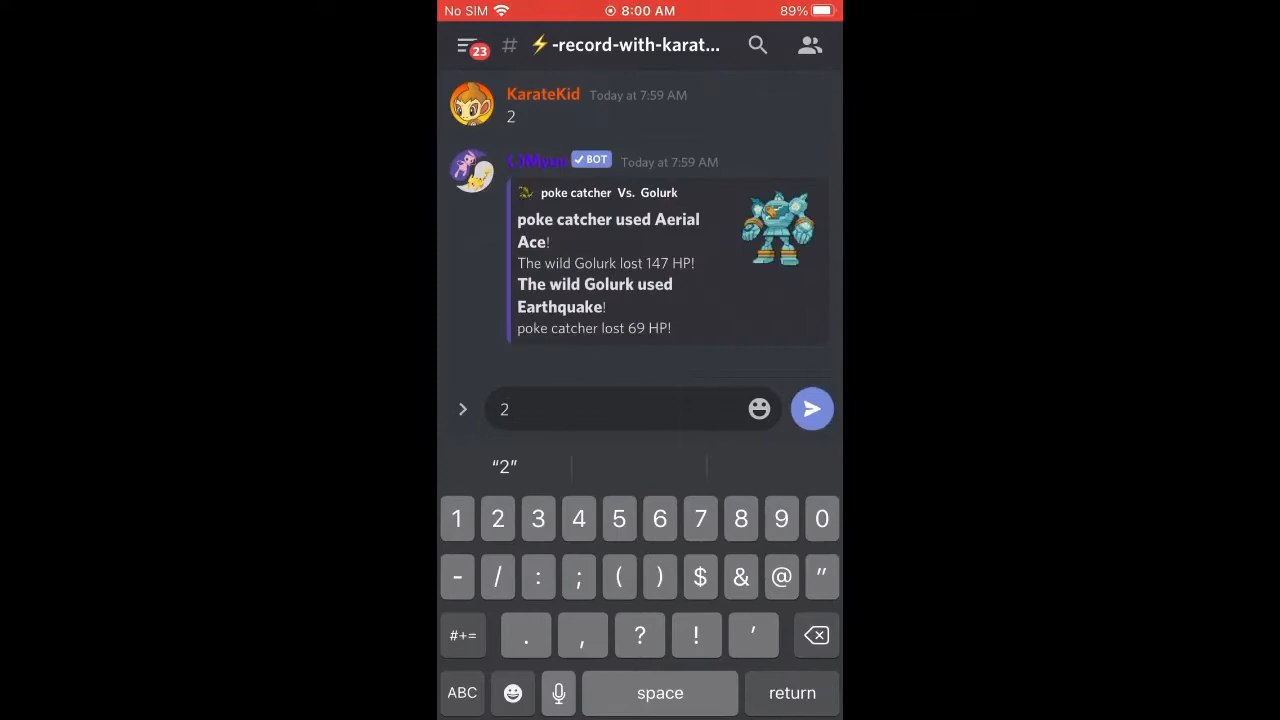 No SIM 8:00 AM 89%
23 # ⚡-record-with-karat...
KarateKid Today at 7:59 AM
2
Myuu ✓ BOT Today at 7:59 AM
poke catcher Vs. Golurk
poke catcher used Aerial
Ace!
The wild Golurk lost 147 HP!
The wild Golurk used
Earthquake!
poke catcher lost 69 HP!
2
“2”
1 2 3 4 5 6 7 8 9 0
- / : ; ( ) $ & @ "
#+= . , ? ! '
ABC space return